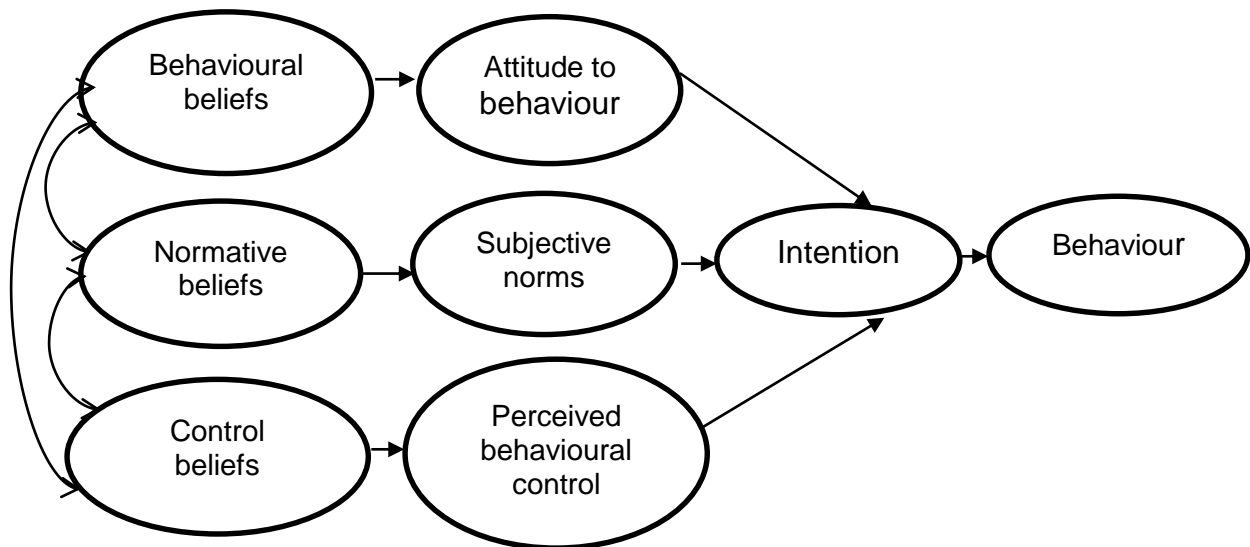 Behavioural
beliefs
Attitude to
behaviour
Normative
beliefs
Subjective
norms
Intention
Behaviour
Control
beliefs
Perceived
behavioural
control